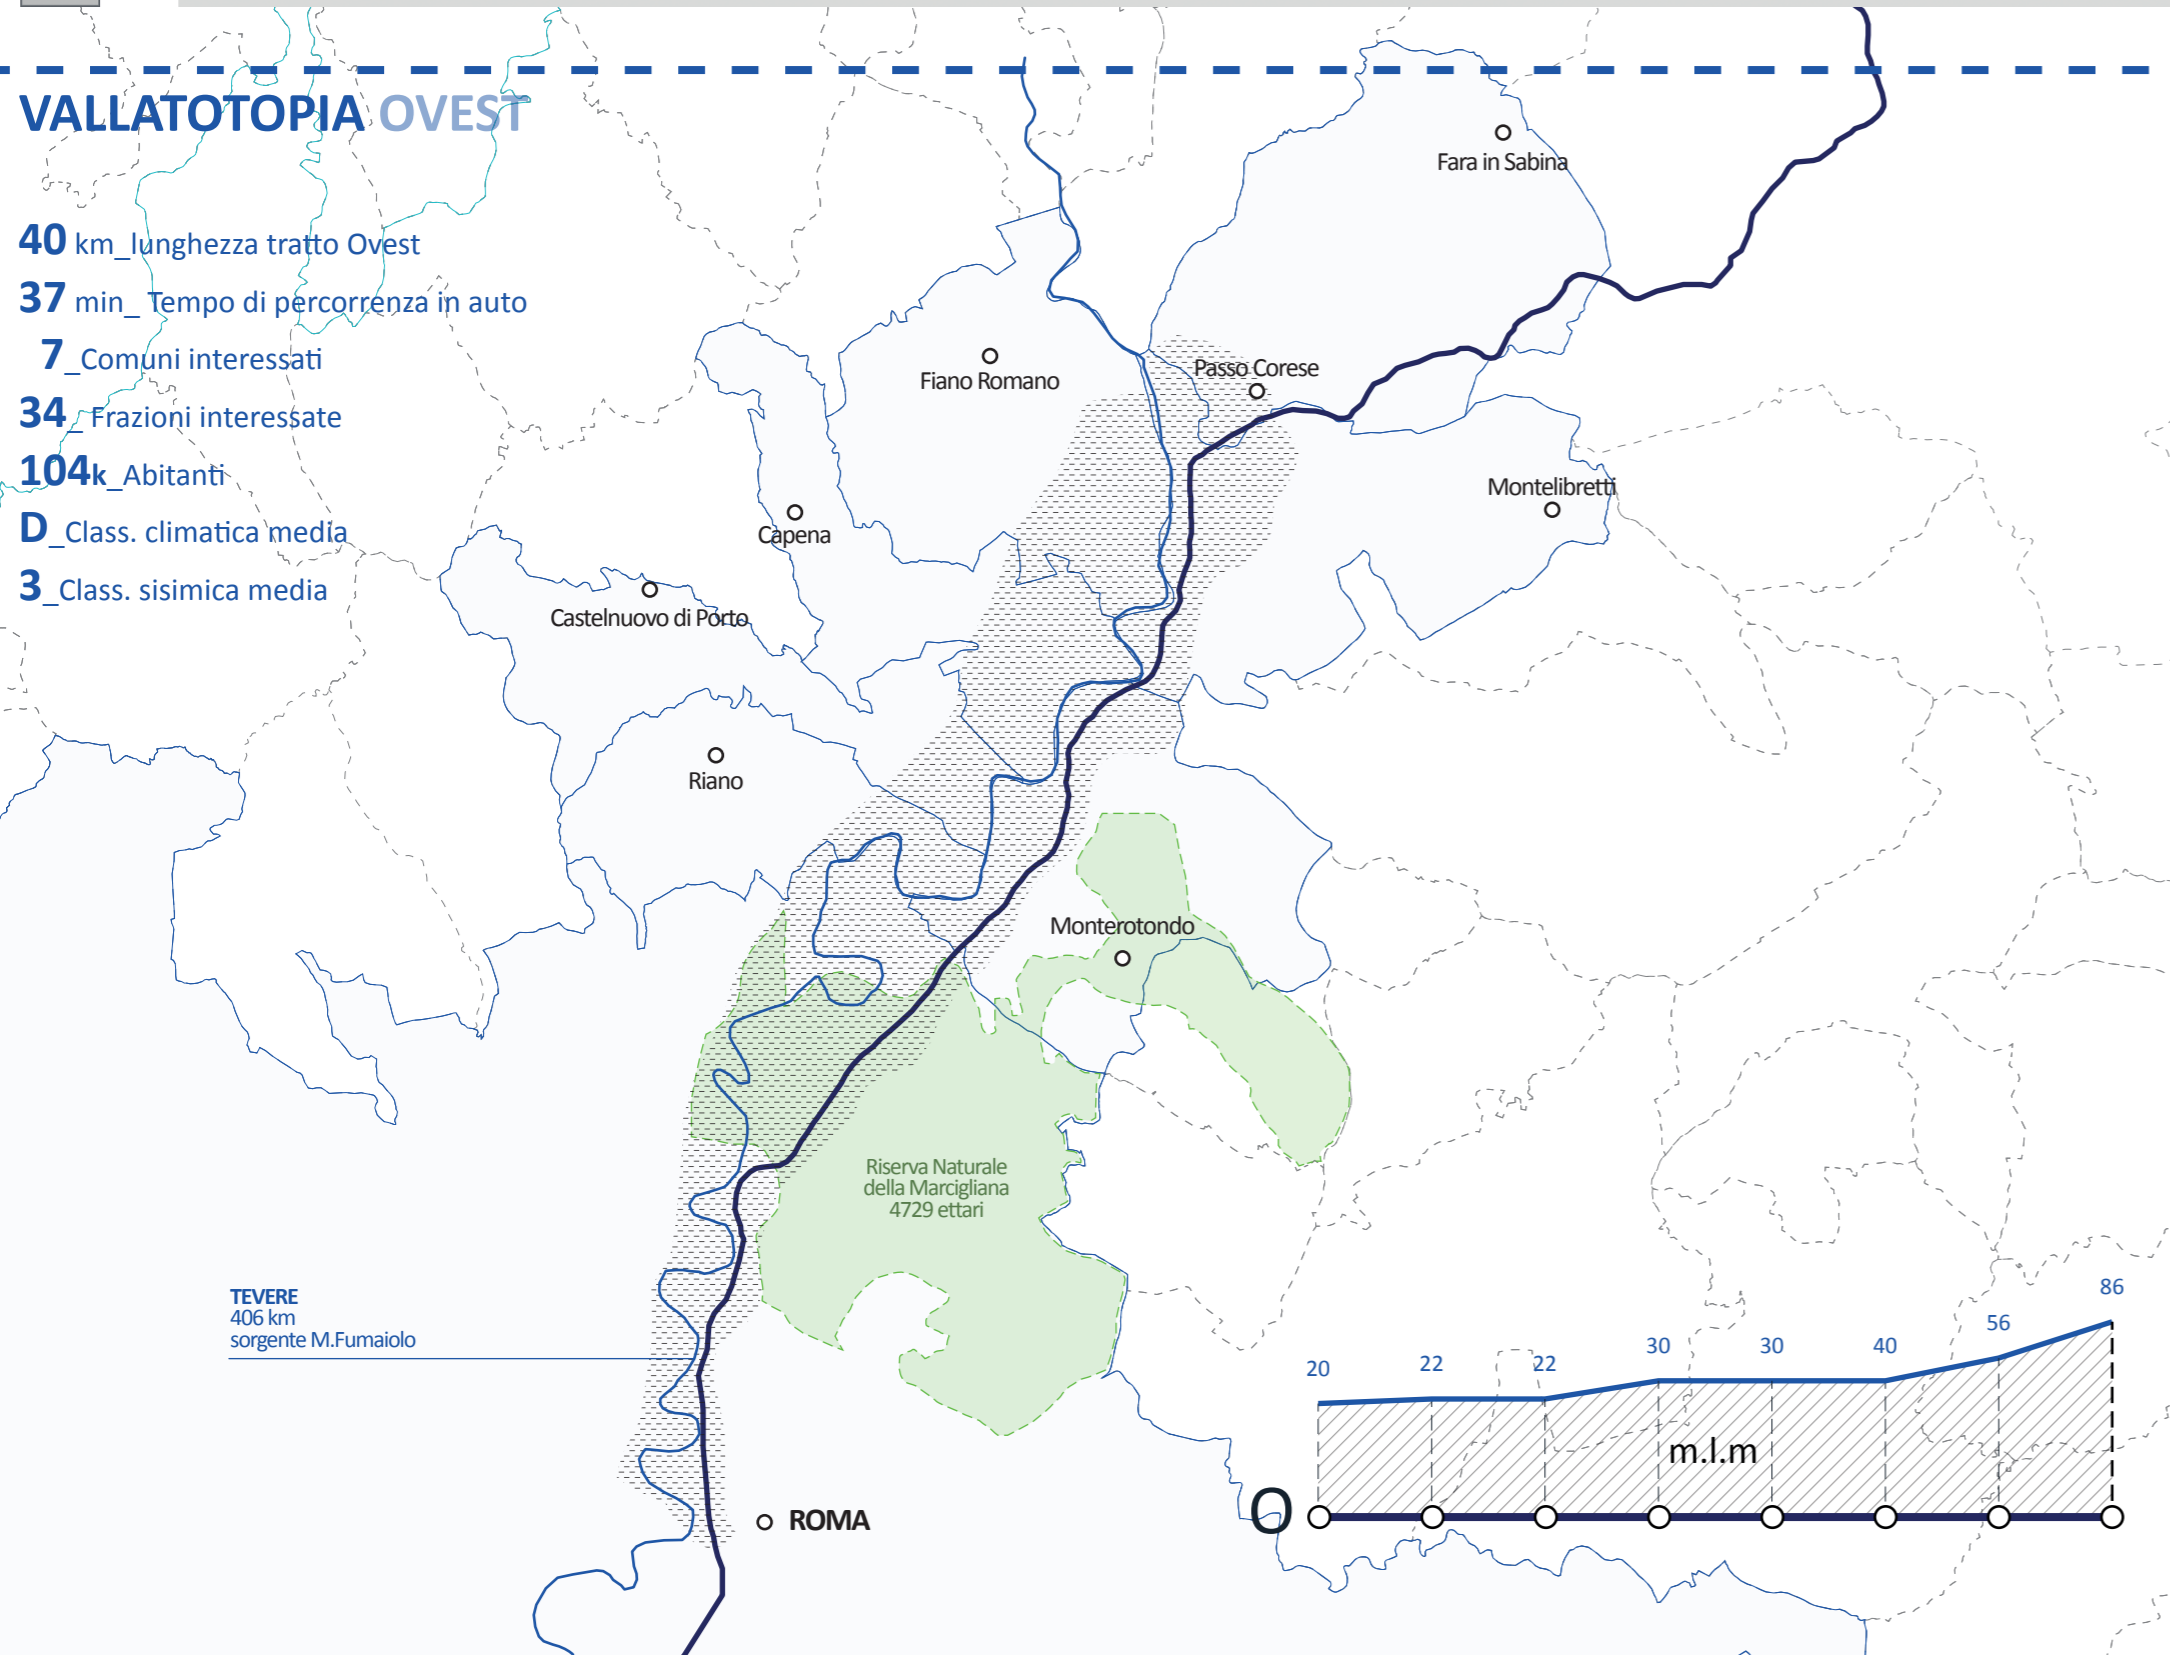 VALLATOTOPIA OVEST
40 km_lunghezza tratto Ovest
37 min_ Tempo di percorrenza in auto
7_Comuni interessati
34_ Frazioni interessate
104k_Abitanti
D_Class. climatica media
3_Class. sisimica media
Fara in Sabina
Passo Corese
Fiano Romano
Montelibretti
Capena
Castelnuovo di Porto
Riano
Monterotondo
Riserva Naturale
della Marcigliana
4729 ettari
TEVERE
406 km
sorgente M.Fumaiolo
ROMA
20 22 22 30 30 40 56 86
m.l.m
O